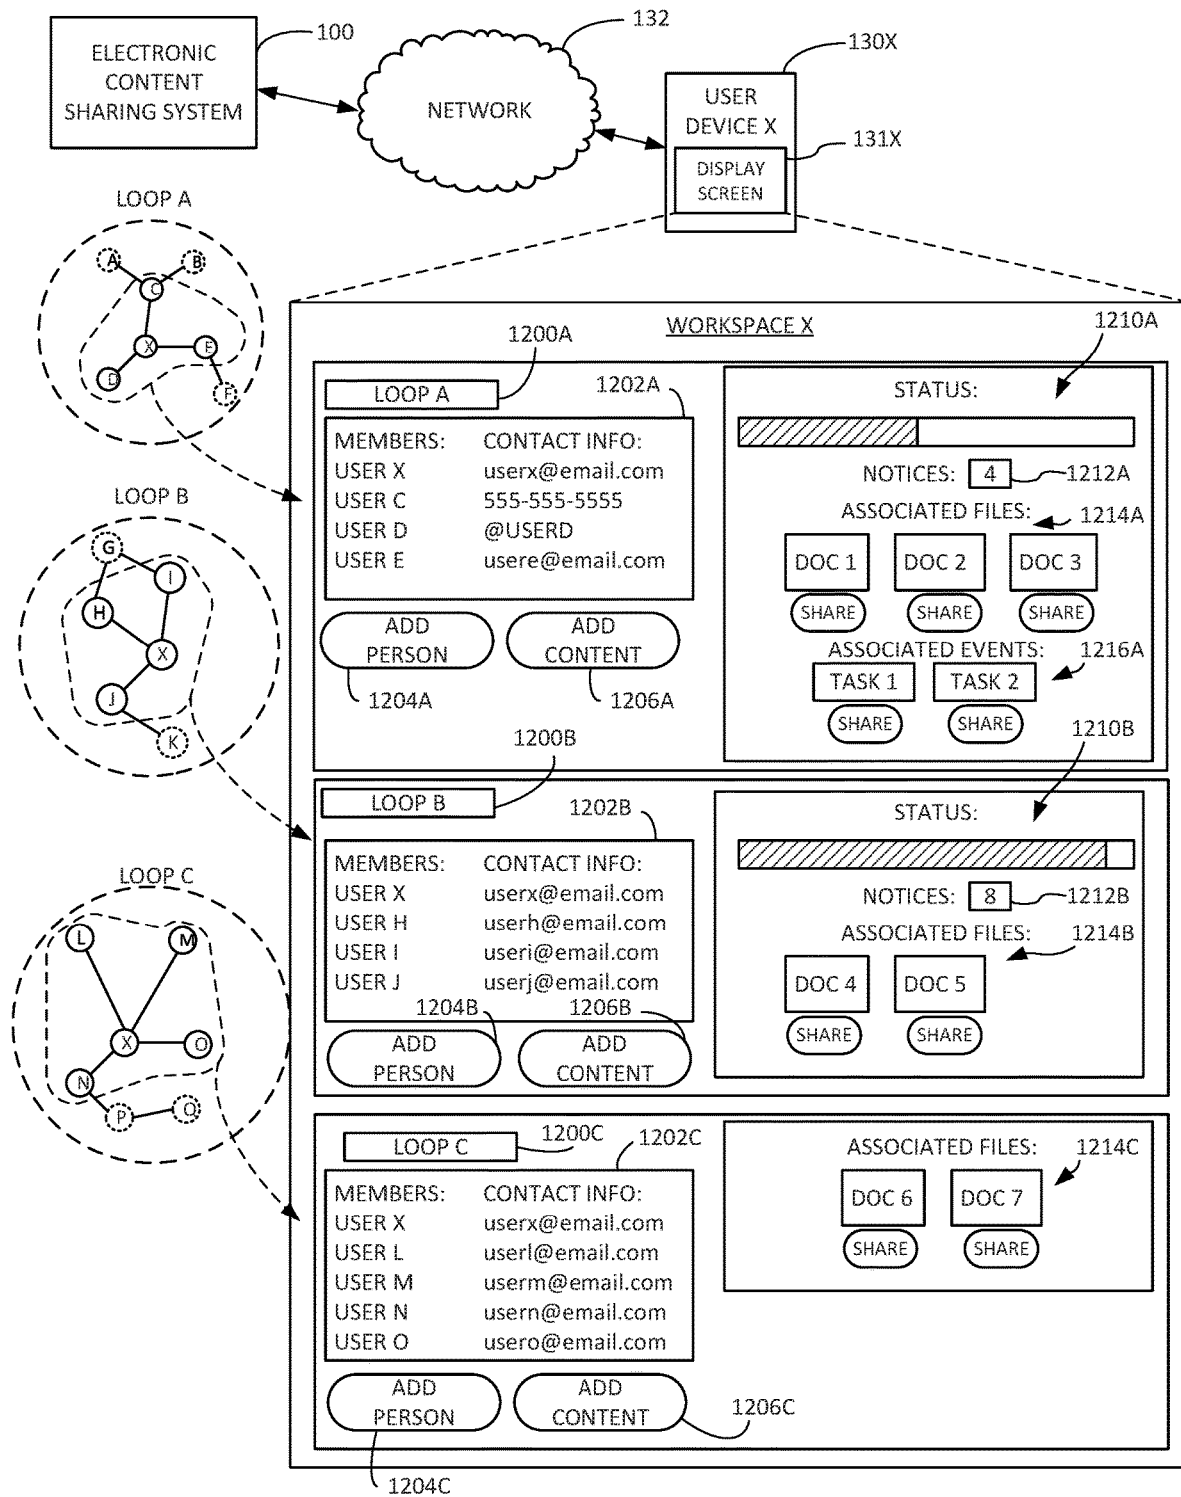 100
132
130X
ELECTRONIC
CONTENT
SHARING SYSTEM
NETWORK
USER
DEVICE X
131X
DISPLAY
SCREEN
LOOP A
A
B
C
X
E
D
F
LOOP B
G
I
H
X
J
K
LOOP C
L
M
X
O
N
P
Q
WORKSPACE X
1200A
LOOP A
1202A
MEMBERS: CONTACT INFO:
USER X userx@email.com
USER C 555-555-5555
USER D @USERD
USER E usere@email.com
ADD
PERSON
ADD
CONTENT
1204A
1206A
1210A
STATUS:
NOTICES: 4
1212A
ASSOCIATED FILES:
1214A
DOC 1 DOC 2 DOC 3
SHARE SHARE SHARE
ASSOCIATED EVENTS:
1216A
TASK 1 TASK 2
SHARE SHARE
1200B
LOOP B
1202B
MEMBERS: CONTACT INFO:
USER X userx@email.com
USER H userh@email.com
USER I useri@email.com
USER J userj@email.com
1204B
1206B
ADD
PERSON
ADD
CONTENT
1210B
STATUS:
NOTICES: 8
1212B
ASSOCIATED FILES:
1214B
DOC 4 DOC 5
SHARE SHARE
1200C
LOOP C
1202C
MEMBERS: CONTACT INFO:
USER X userx@email.com
USER L userl@email.com
USER M userm@email.com
USER N usern@email.com
USER O usero@email.com
ADD
PERSON
ADD
CONTENT
1204C
1206C
ASSOCIATED FILES:
1214C
DOC 6 DOC 7
SHARE SHARE